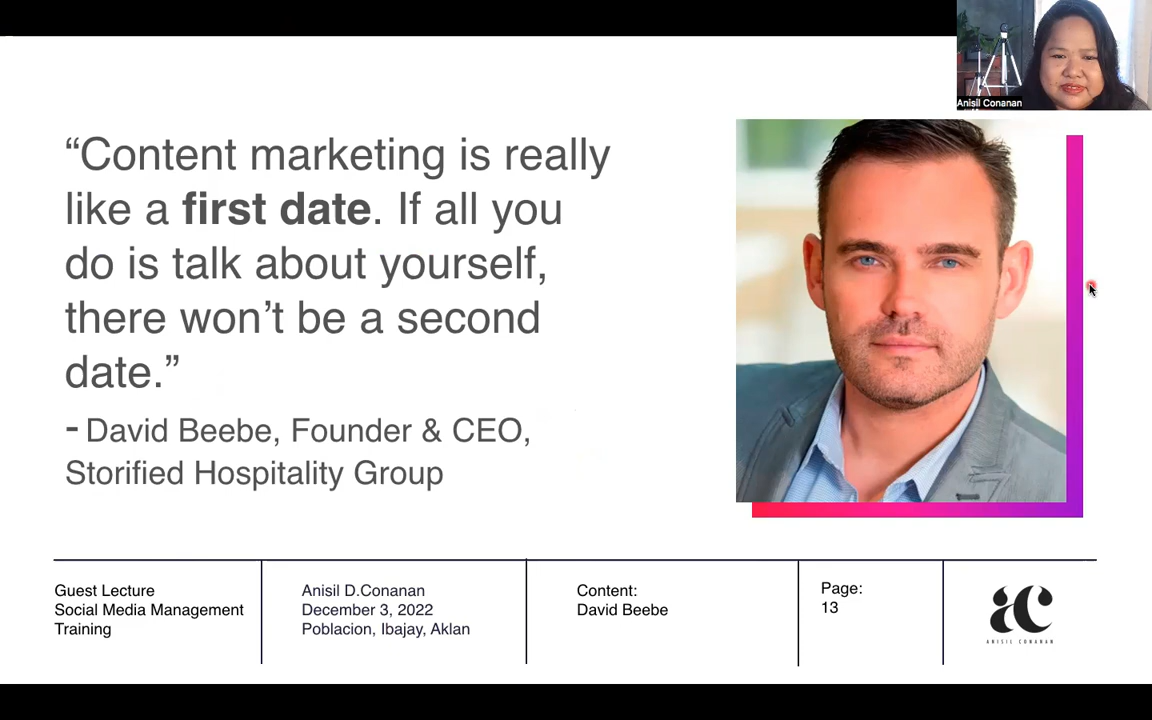 Anisil Conanan
“Content marketing is really
like a first date. If all you
do is talk about yourself,
there won’t be a second
date.”
- David Beebe, Founder & CEO,
Storified Hospitality Group
Guest Lecture
Social Media Management
Training
Anisil D.Conanan
December 3, 2022
Poblacion, Ibajay, Aklan
Content:
David Beebe
Page:
13
ac
ANISIL CONANAN